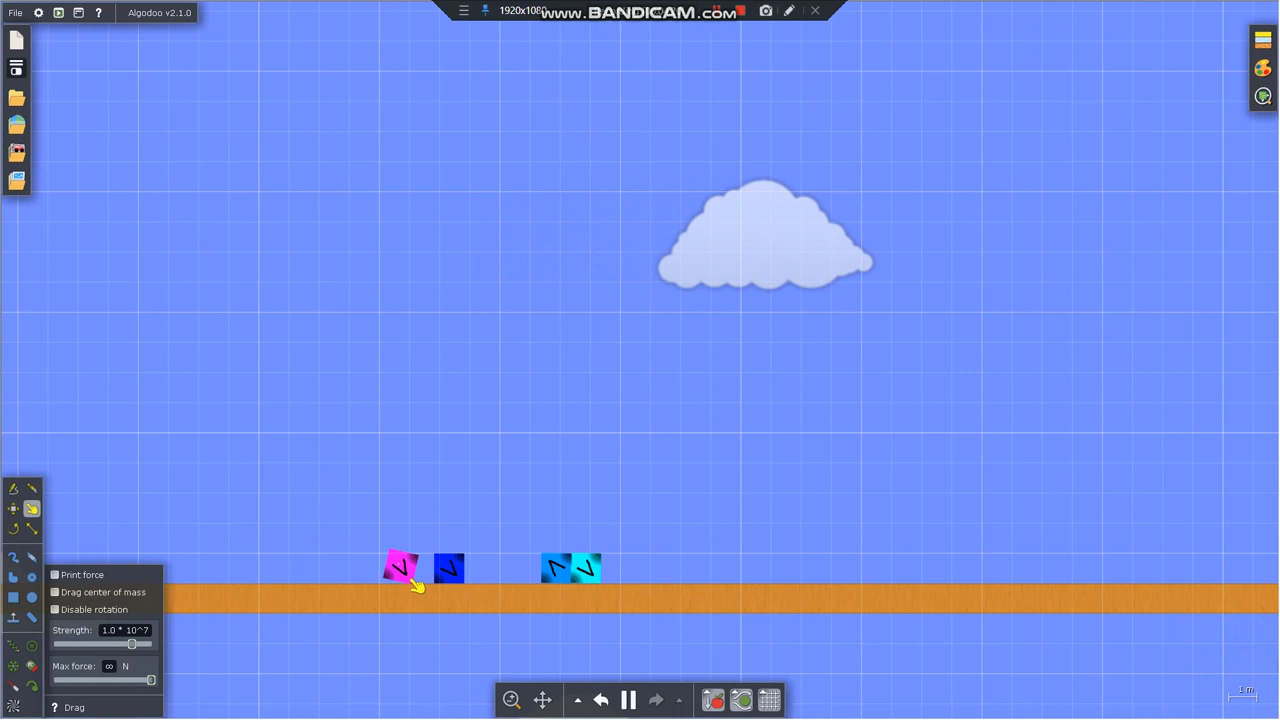 File ? Algodoo v2.1.0
1920x1080 www.BANDICAM.com
V V Λ V
Print force
Drag center of mass
Disable rotation
Strength: 1.0 * 10^7
Max force: ∞ N
? Drag
1 m